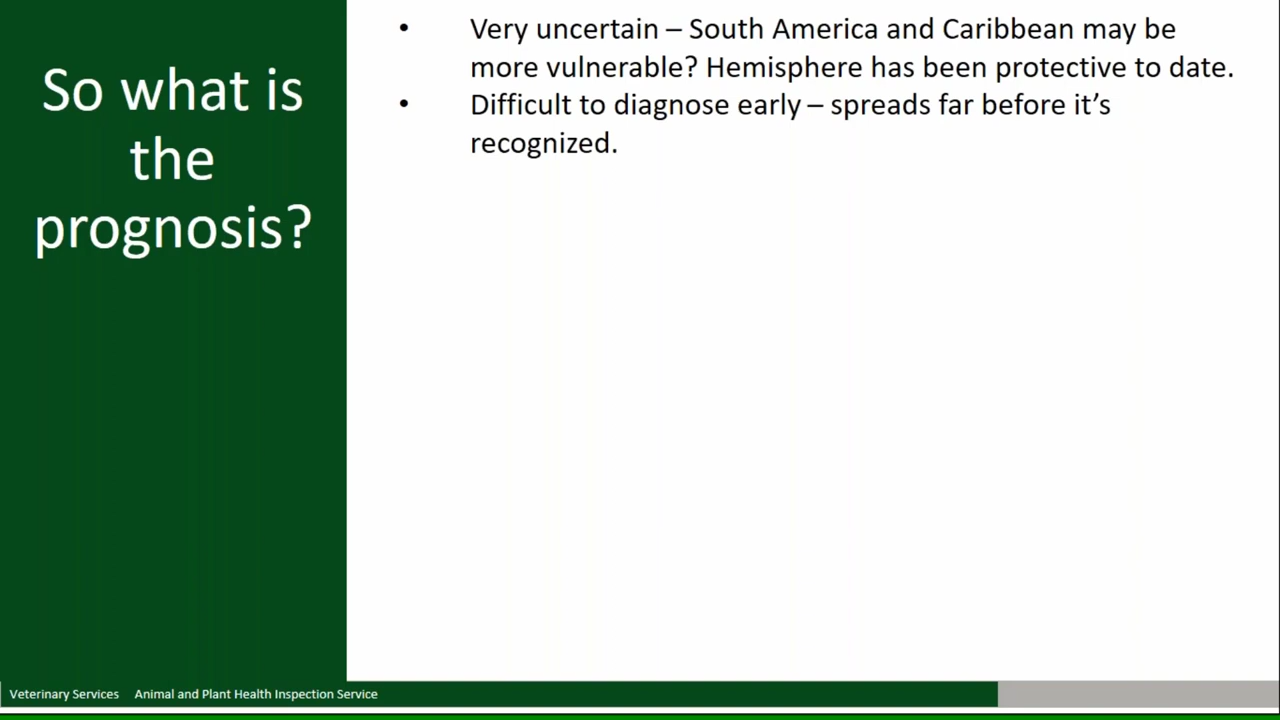 So what is
the
prognosis?
• Very uncertain – South America and Caribbean may be
more vulnerable? Hemisphere has been protective to date.
• Difficult to diagnose early – spreads far before it’s
recognized.
Veterinary Services Animal and Plant Health Inspection Service